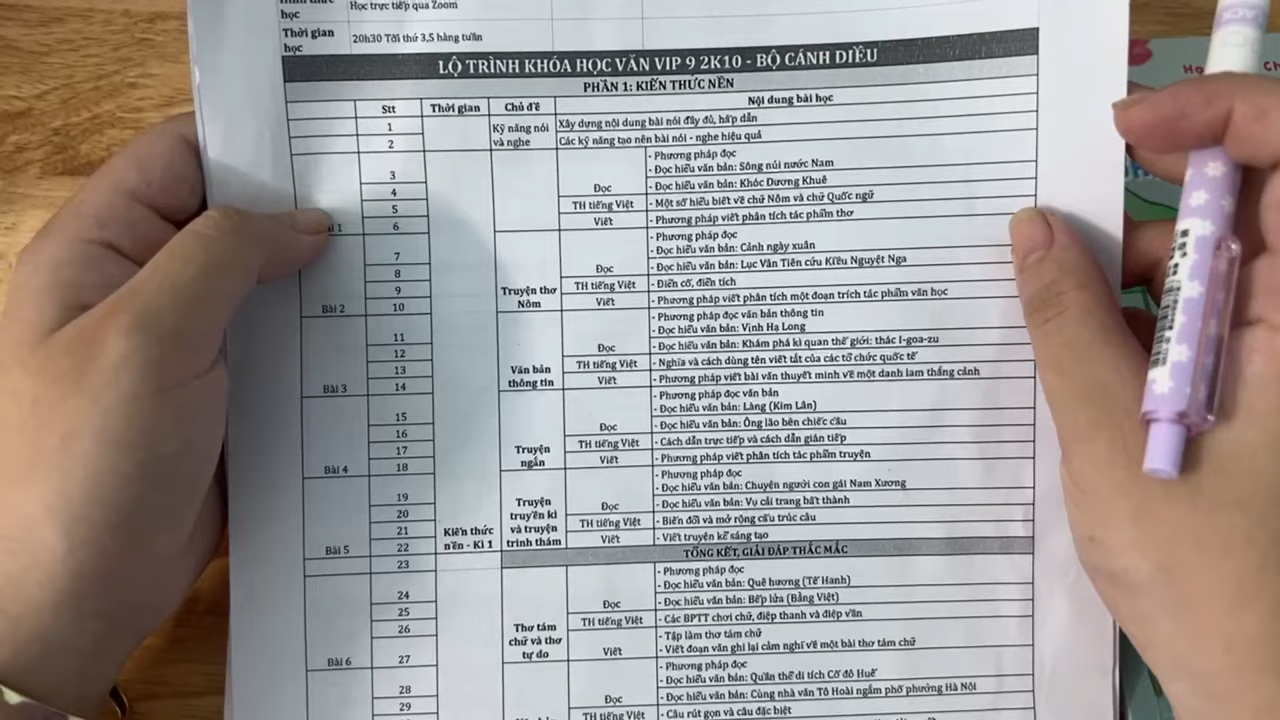 học
Học trực tiếp qua Zoom
Thời gian
học
20h30 Tối thứ 3,5 hàng tuần
LỘ TRÌNH KHÓA HỌC VĂN VIP 9 2K10 - BỘ CÁNH DIỀU
PHẦN 1: KIẾN THỨC NỀN
Stt Thời gian Chủ đề Nội dung bài học
1 Kỹ năng nói và nghe Xây dựng nội dung bài nói đầy đủ, hấp dẫn
2 Các kỹ năng tạo nên bài nói - nghe hiệu quả
- Phương pháp đọc
3 - Đọc hiểu văn bản: Sông núi nước Nam
4 Đọc - Đọc hiểu văn bản: Khóc Dương Khuê
5 TH tiếng Việt - Một số hiểu biết về chữ Nôm và chữ Quốc ngữ
6 Viết - Phương pháp viết phân tích tác phẩm thơ
- Phương pháp đọc
7 - Đọc hiểu văn bản: Cảnh ngày xuân
8 Đọc - Đọc hiểu văn bản: Lục Vân Tiên cứu Kiều Nguyệt Nga
9 Truyện thơ TH tiếng Việt - Điển cố, điển tích
Bài 2 10 Nôm Viết - Phương pháp viết phân tích một đoạn trích tác phẩm văn học
- Phương pháp đọc văn bản thông tin
11 - Đọc hiểu văn bản: Vịnh Hạ Long
12 Đọc - Đọc hiểu văn bản: Khám phá kì quan thế giới: thác I-goa-zu
13 Văn bản TH tiếng Việt - Nghĩa và cách dùng tên viết tắt của các tổ chức quốc tế
Bài 3 14 thông tin Viết - Phương pháp viết bài văn thuyết minh về một danh lam thắng cảnh
- Phương pháp đọc văn bản
15 - Đọc hiểu văn bản: Làng (Kim Lân)
16 Đọc - Đọc hiểu văn bản: Ông lão bên chiếc cầu
17 Truyện TH tiếng Việt - Cách dẫn trực tiếp và cách dẫn gián tiếp
Bài 4 18 ngắn Viết - Phương pháp viết phân tích tác phẩm truyện
- Phương pháp đọc
19 Truyện - Đọc hiểu văn bản: Chuyện người con gái Nam Xương
20 truyền kì Đọc - Đọc hiểu văn bản: Vụ cải trang bất thành
21 Kiến thức và truyện TH tiếng Việt - Biến đổi và mở rộng cấu trúc câu
Bài 5 22 nền - Kì 1 trinh thám Viết - Viết truyện kể sáng tạo
23 TỔNG KẾT, GIẢI ĐÁP THẮC MẮC
- Phương pháp đọc
24 - Đọc hiểu văn bản: Quê hương (Tế Hanh)
25 Đọc - Đọc hiểu văn bản: Bếp lửa (Bằng Việt)
26 Thơ tám TH tiếng Việt - Các BPTT chơi chữ, điệp thanh và điệp vần
chữ và thơ - Tập làm thơ tám chữ
Bài 6 27 tự do Viết - Viết đoạn văn ghi lại cảm nghĩ về một bài thơ tám chữ
- Phương pháp đọc
28 - Đọc hiểu văn bản: Quần thể di tích Cố đô Huế
29 Đọc - Đọc hiểu văn bản: Cùng nhà văn Tô Hoài ngắm phố phường Hà Nội
TH tiếng Việt - Câu rút gọn và câu đặc biệt